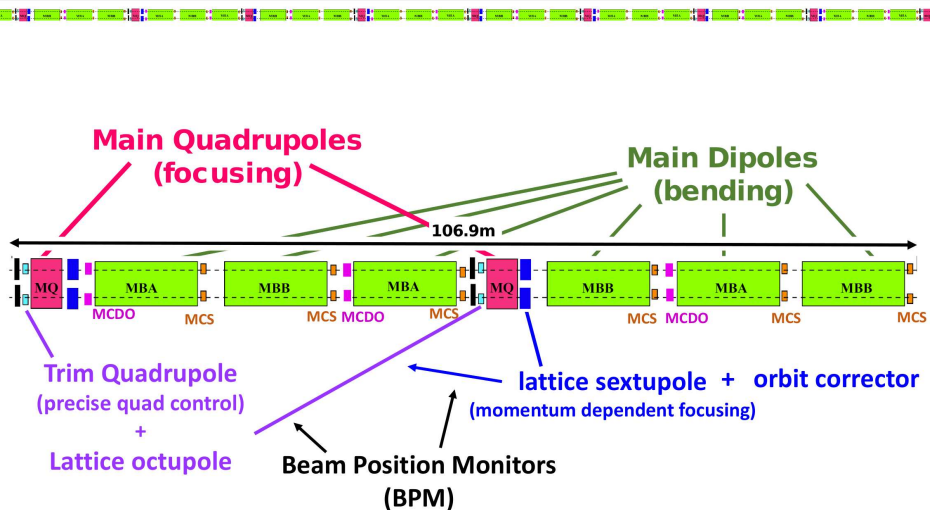 Main Quadrupoles
(focusing)
Main Dipoles
(bending)
106.9m
MQ MBA MBB MBA MQ MBB MBA MBB
MCDO MCS MCS MCDO MCS MCS MCDO MCS MCS
Trim Quadrupole
(precise quad control)
+
Lattice octupole
lattice sextupole + orbit corrector
(momentum dependent focusing)
Beam Position Monitors
(BPM)